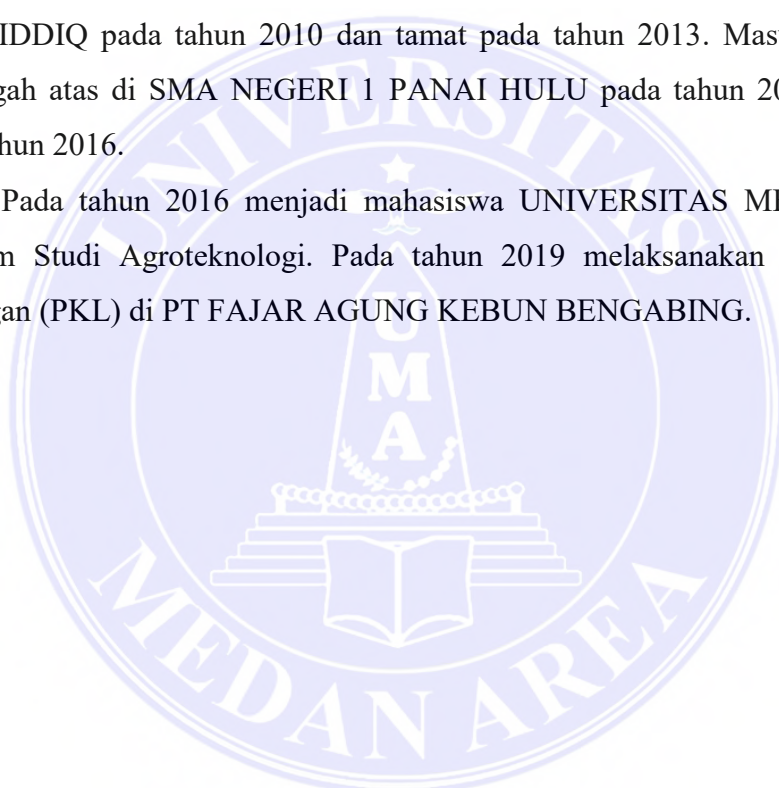 IDDIQ pada tahun 2010 dan tamat pada tahun 2013. Mas
gah atas di SMA NEGERI 1 PANAI HULU pada tahun 20
hun 2016.
Pada tahun 2016 menjadi mahasiswa UNIVERSITAS M
m Studi Agroteknologi. Pada tahun 2019 melaksanakan
gan (PKL) di PT FAJAR AGUNG KEBUN BENGABING.
UNIVERSITAS
UMA
MEDAN AREA